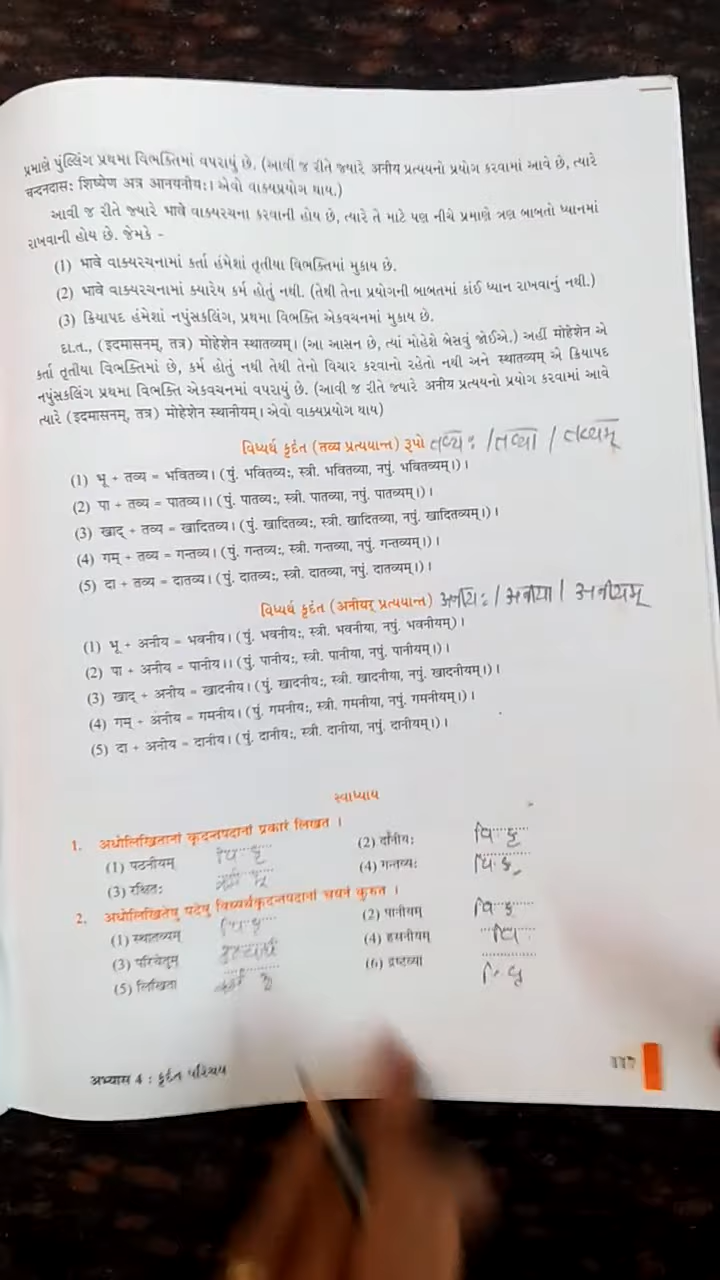 પ્રમાણે પુંલ્લિંગ પ્રથમા વિભક્તિમાં વપરાયું છે. (આવી જ રીતે જ્યારે અનીય પ્રત્યયનો પ્રયોગ કરવામાં આવે છે, ત્યારે
चन्दनदासः शिष्येण अत्र आनयनीयः। એવો વાક્યપ્રયોગ થાય.)
આવી જ રીતે જ્યારે ભાવે વાક્યરચના કરવાની હોય છે, ત્યારે તે માટે પણ નીચે પ્રમાણે ત્રણ બાબતો ધ્યાનમાં
રાખવાની હોય છે. જેમકે -
(1) ભાવે વાક્યરચનામાં કર્તા હંમેશાં તૃતીયા વિભક્તિમાં મુકાય છે.
(2) ભાવે વાક્યરચનામાં ક્યારેય કર્મ હોતું નથી. (તેથી તેના પ્રયોગની બાબતમાં કાંઈ ધ્યાન રાખવાનું નથી.)
(3) ક્રિયાપદ હંમેશાં નપુંસકલિંગ, પ્રથમા વિભક્તિ એકવચનમાં મુકાય છે.
દા.ત., (इदमासनम्, तत्र) मोहेशेन स्थातव्यम्। (આ આસન છે, ત્યાં મોહેશે બેસવું જોઈએ.) અહીં મોહેશેન એ
કર્તા તૃતીયા વિભક્તિમાં છે, કર્મ હોતું નથી તેથી તેનો વિચાર કરવાનો રહેતો નથી અને स्थातव्यम् એ ક્રિયાપદ
નપુંસકલિંગ પ્રથમા વિભક્તિ એકવચનમાં વપરાયું છે. (આવી જ રીતે જ્યારે અનીય પ્રત્યયનો પ્રયોગ કરવામાં આવે
ત્યારે (इदमासनम्, तत्र) मोहेशेन स्थानीयम्। એવો વાક્યપ્રયોગ થાય)
વિધ્યર્થ કૃદંત (તવ્ય પ્રત્યયાન્ત) રૂપો तव्यः / तव्या / तव्यम्
(1) भू + तव्य = भवितव्य। (पुं. भवितव्यः, स्त्री. भवितव्या, नपुं. भवितव्यम्।)।
(2) पा + तव्य = पातव्य।। (पुं. पातव्यः, स्त्री. पातव्या, नपुं. पातव्यम्।)।
(3) खाद् + तव्य = खादितव्य। (पुं. खादितव्यः, स्त्री. खादितव्या, नपुं. खादितव्यम्।)।
(4) गम् + तव्य = गन्तव्य। (पुं. गन्तव्यः, स्त्री. गन्तव्या, नपुं. गन्तव्यम्।)।
(5) दा + तव्य = दातव्य। (पुं. दातव्यः, स्त्री. दातव्या, नपुं. दातव्यम्।)।
વિધ્યર્થ કૃદંત (અનીયર્ પ્રત્યયાન્ત) / अनीया / अनीयम्
(1) भू + अनीय = भवनीय। (पुं. भवनीयः, स्त्री. भवनीया, नपुं. भवनीयम्)।
(2) पा + अनीय = पानीय।। (पुं. पानीयः, स्त्री. पानीया, नपुं. पानीयम्।)।
(3) खाद् + अनीय = खादनीय। (पुं. खादनीयः, स्त्री. खादनीया, नपुं. खादनीयम्।)।
(4) गम् + अनीय = गमनीय। (पुं. गमनीयः, स्त्री. गमनीया, नपुं. गमनीयम्।)।
(5) दा + अनीय = दानीय। (पुं. दानीयः, स्त्री. दानीया, नपुं. दानीयम्।)।
स्वाध्याय
1. अधोलिखितानां कृदन्तपदानां प्रकारं लिखत ।
(1) पठनीयम् वि. कृ (2) दानीयः वि. कृ
(3) रक्षितः (4) गन्तव्यः वि. कृ
2. अधोलिखितेषु पदेषु विध्यर्थकृदन्तपदानां चयनं कुरुत ।
(1) स्थातव्यम् वि. कृ (2) पानीयम् वि. कृ
(3) परिचेतुम् (4) हसनीयम् वि
(5) लिखिता (6) द्रष्टव्या
અભ્યાસ 4 : કૃદંત પરિચય 117